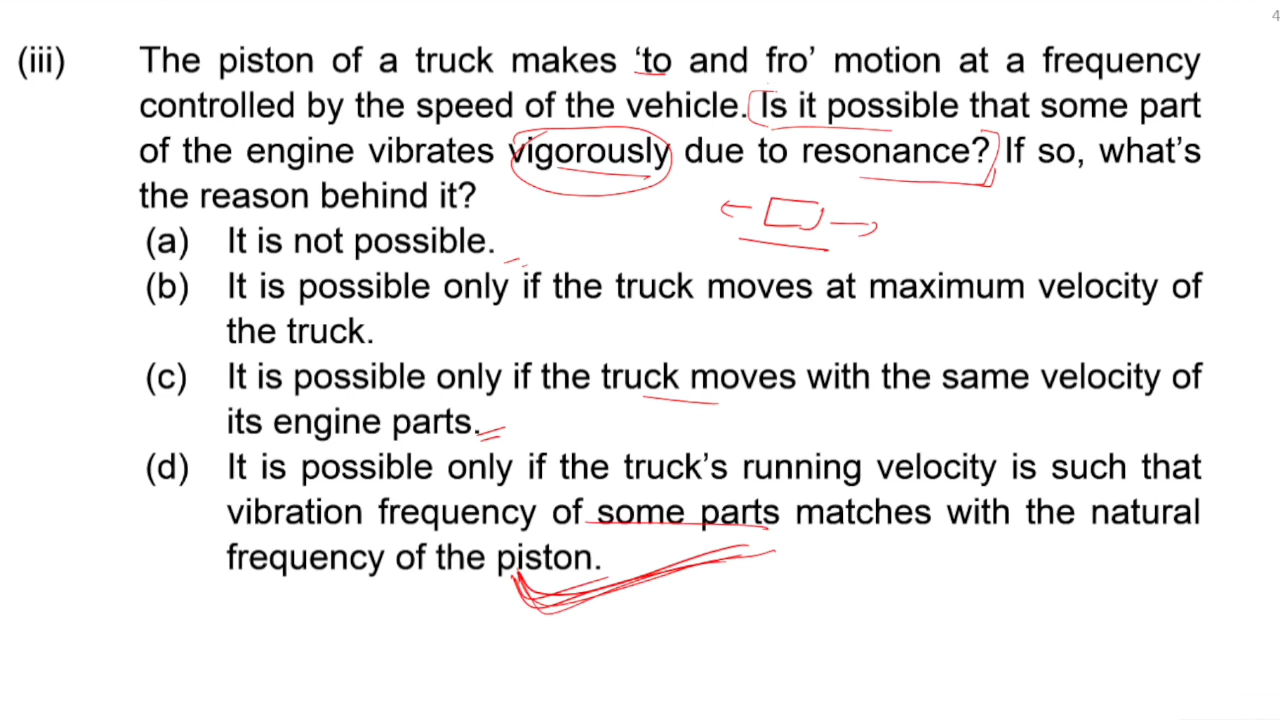 4
(iii) The piston of a truck makes ‘to and fro’ motion at a frequency
controlled by the speed of the vehicle. Is it possible that some part
of the engine vibrates vigorously due to resonance? If so, what’s
the reason behind it?
(a) It is not possible.
(b) It is possible only if the truck moves at maximum velocity of
the truck.
(c) It is possible only if the truck moves with the same velocity of
its engine parts.
(d) It is possible only if the truck’s running velocity is such that
vibration frequency of some parts matches with the natural
frequency of the piston.